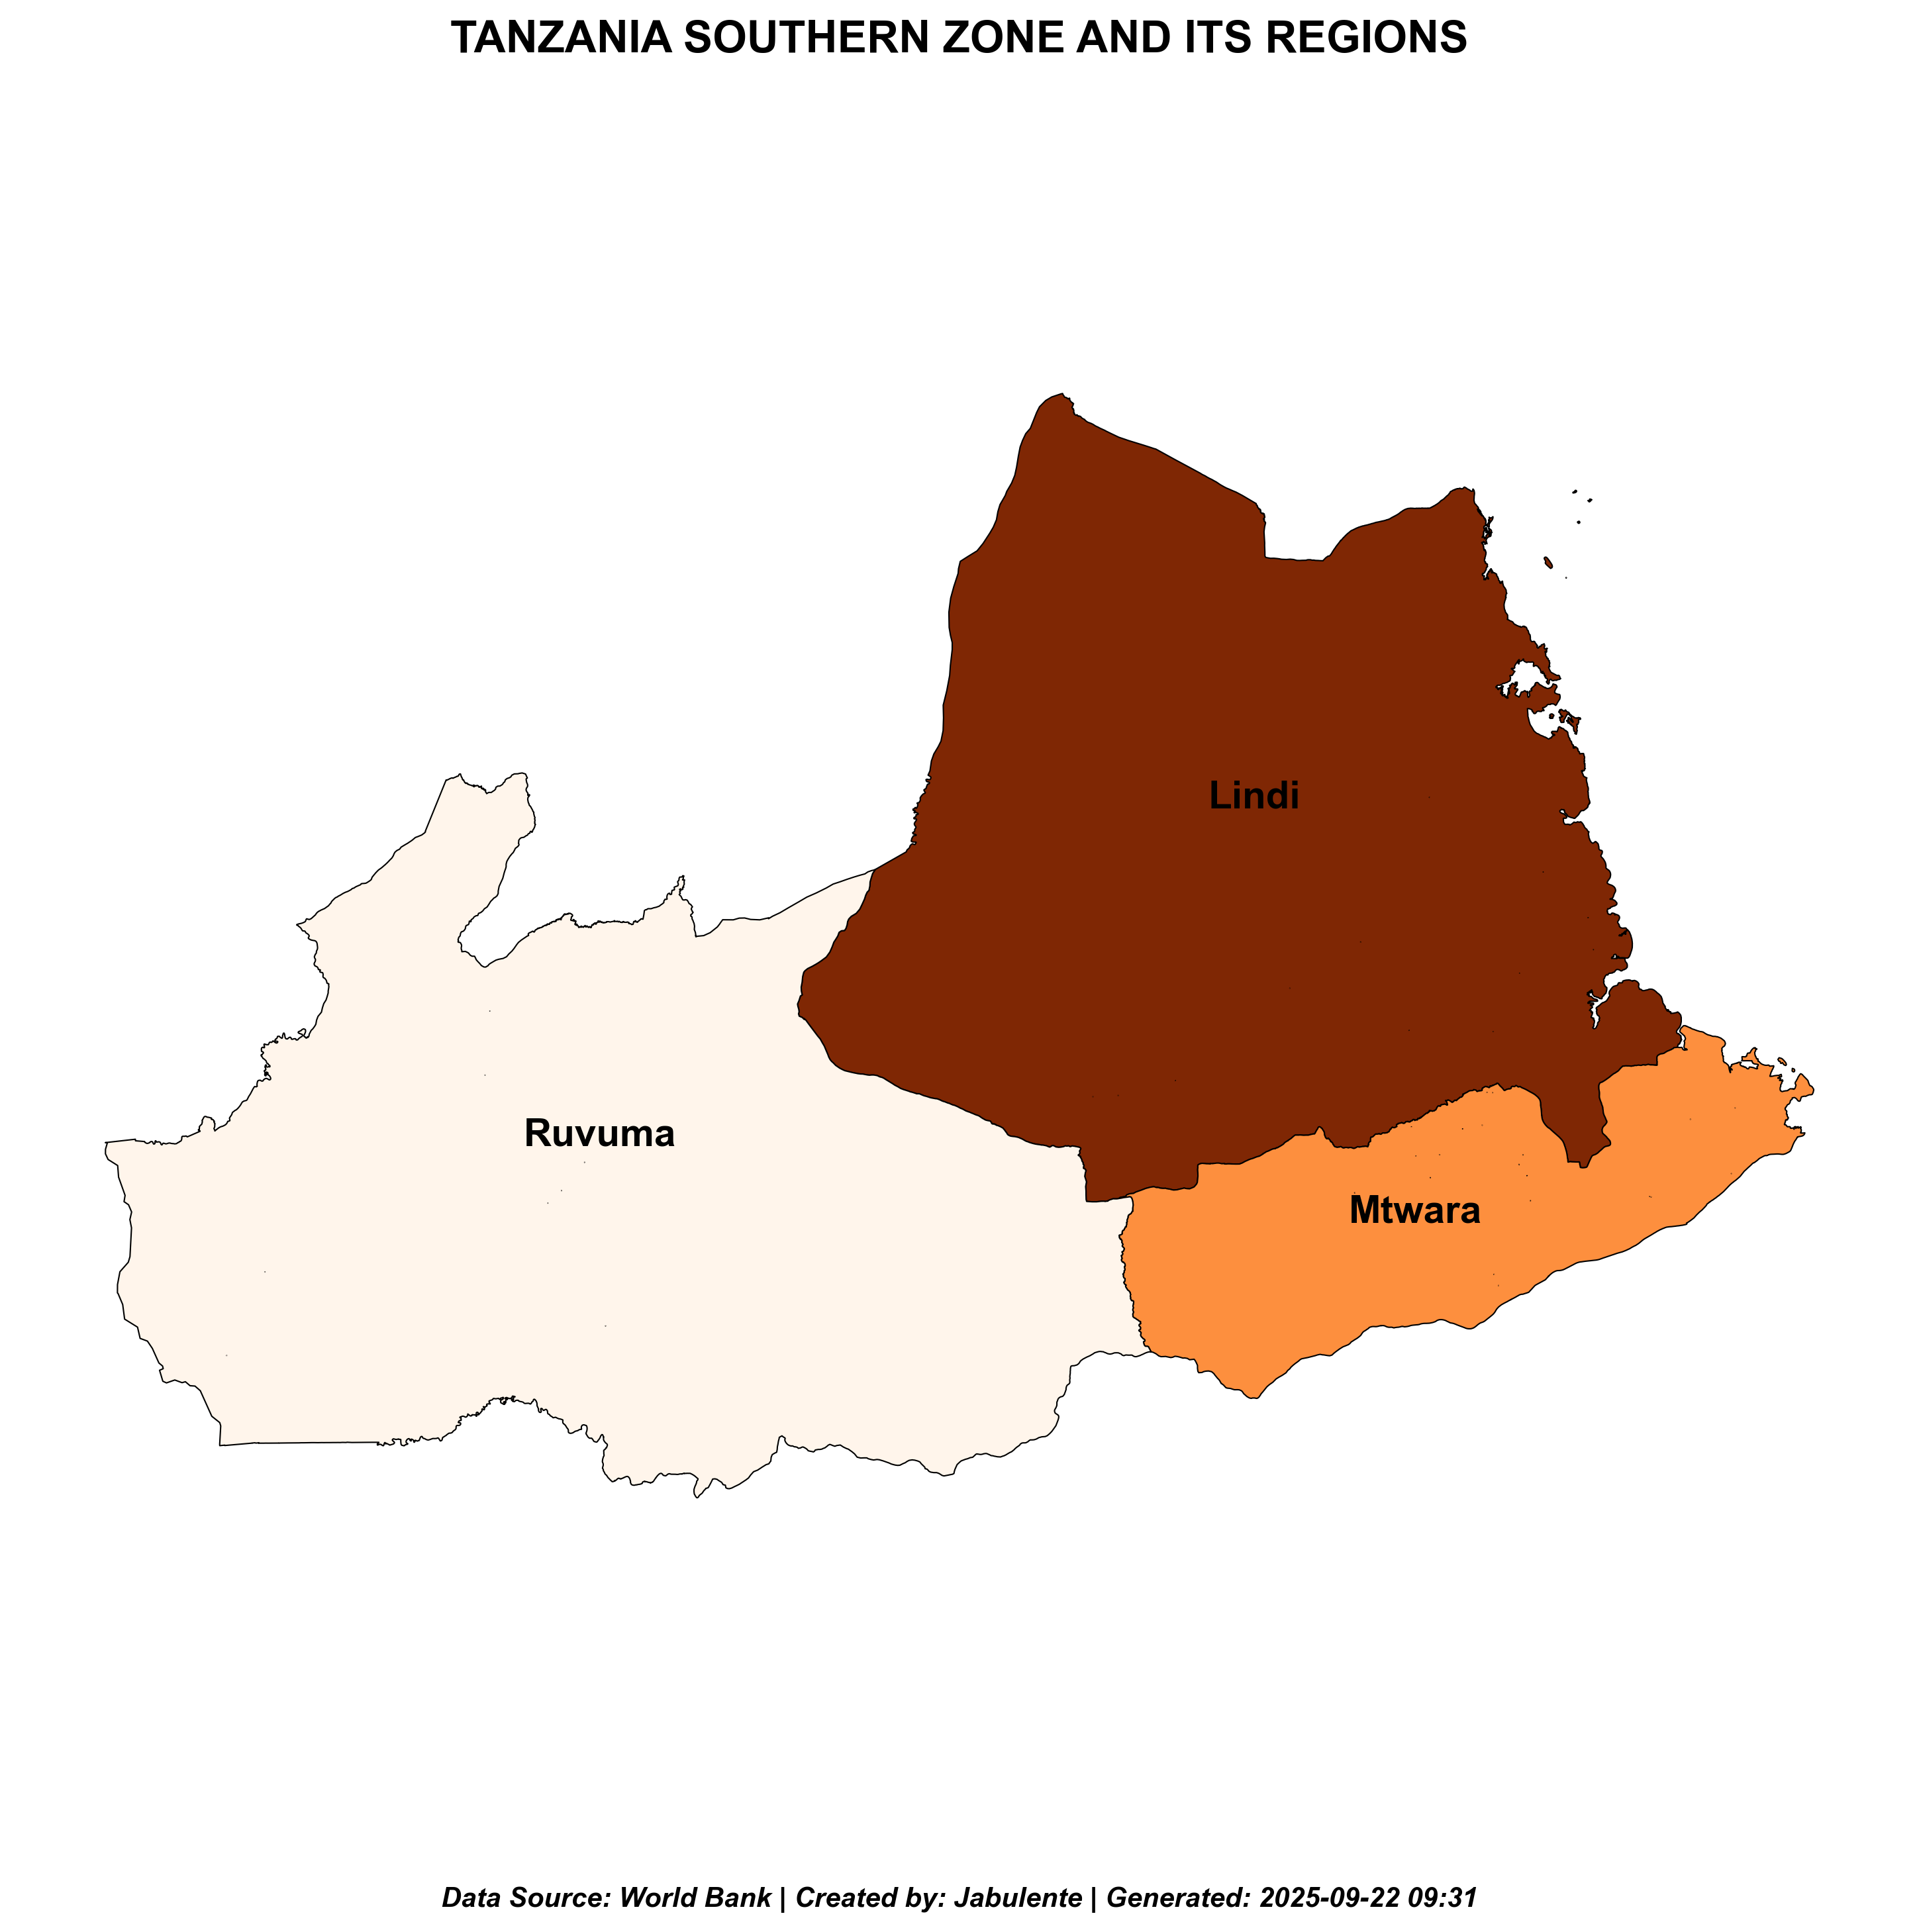 TANZANIA SOUTHERN ZONE AND ITS REGIONS
Lindi
Ruvuma
Mtwara
Data Source: World Bank | Created by: Jabulente | Generated: 2025-09-22 09:31